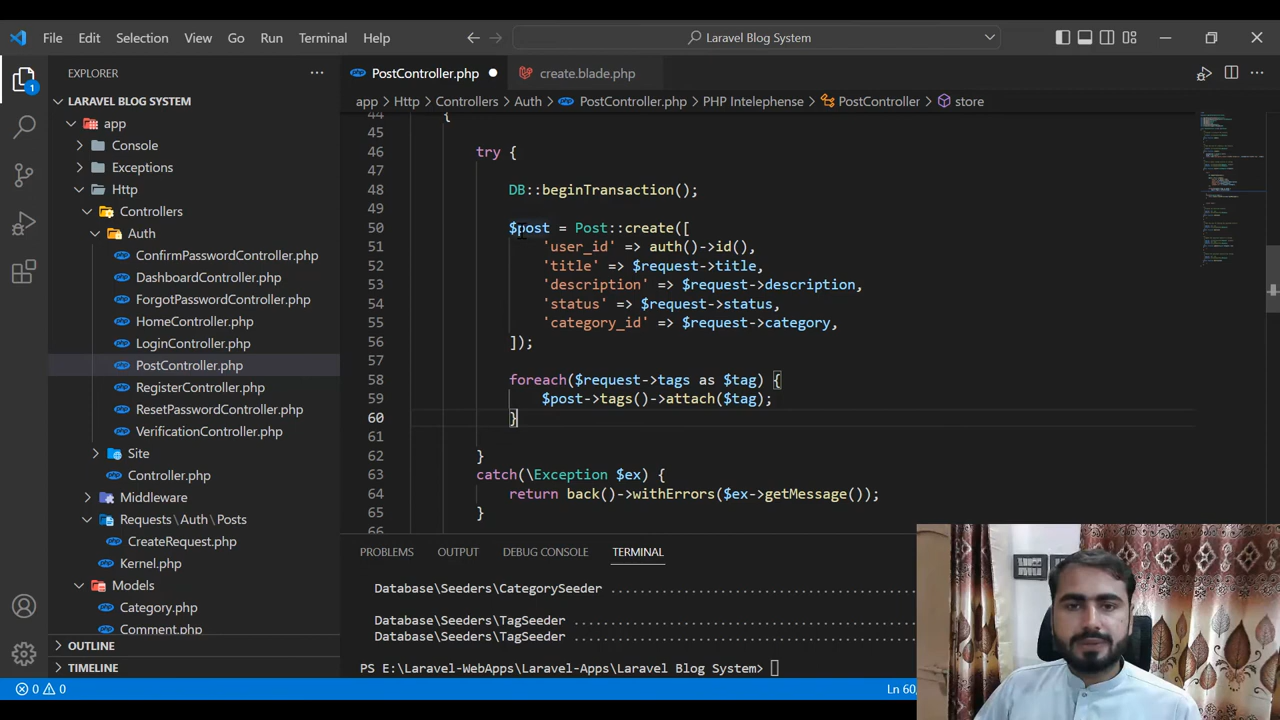 File Edit Selection View Go Run Terminal Help
Laravel Blog System
EXPLORER
PostController.php
create.blade.php
1
LARAVEL BLOG SYSTEM
app > Http > Controllers > Auth > PostController.php > PHP Intelephense > PostController > store
app
Console
Exceptions
Http
Controllers
Auth
ConfirmPasswordController.php
DashboardController.php
ForgotPasswordController.php
HomeController.php
LoginController.php
PostController.php
RegisterController.php
ResetPasswordController.php
VerificationController.php
Site
Controller.php
Middleware
Requests\Auth\Posts
CreateRequest.php
Kernel.php
Models
Category.php
Comment.php
OUTLINE
TIMELINE
44 {
45
46 try {
47
48 DB::beginTransaction();
49
50 $post = Post::create([
51 'user_id' => auth()->id(),
52 'title' => $request->title,
53 'description' => $request->description,
54 'status' => $request->status,
55 'category_id' => $request->category,
56 ]);
57
58 foreach($request->tags as $tag) {
59 $post->tags()->attach($tag);
60 }
61
62 }
63 catch(\Exception $ex) {
64 return back()->withErrors($ex->getMessage());
65 }
66
PROBLEMS OUTPUT DEBUG CONSOLE TERMINAL
Database\Seeders\CategorySeeder ........................................
Database\Seeders\TagSeeder ........................................
Database\Seeders\TagSeeder ........................................
PS E:\Laravel-WebApps\Laravel-Apps\Laravel Blog System>
0 0
Ln 60,